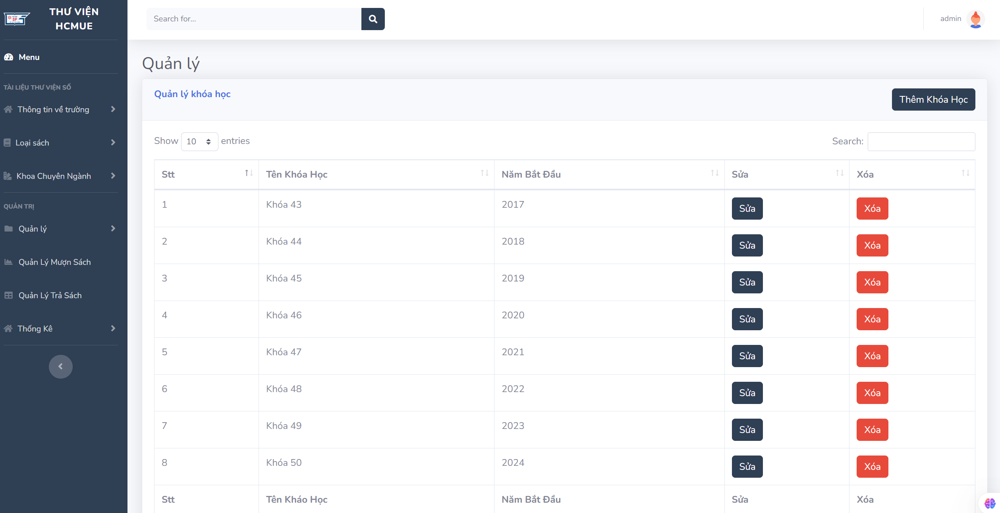 THƯ VIỆN
HCMUE
Search for...
admin
Menu
Quản lý
TÀI LIỆU THƯ VIỆN SỐ
Thông tin về trường
Loại sách
Khoa Chuyên Ngành
QUẢN TRỊ
Quản lý
Quản Lý Mượn Sách
Quản Lý Trả Sách
Thống Kê
Quản lý khóa học
Thêm Khóa Học
Show 10 entries
Search:
Stt Tên Khóa Học Năm Bắt Đầu Sửa Xóa
1 Khóa 43 2017 Sửa Xóa
2 Khóa 44 2018 Sửa Xóa
3 Khóa 45 2019 Sửa Xóa
4 Khóa 46 2020 Sửa Xóa
5 Khóa 47 2021 Sửa Xóa
6 Khóa 48 2022 Sửa Xóa
7 Khóa 49 2023 Sửa Xóa
8 Khóa 50 2024 Sửa Xóa
Stt Tên Kháo Học Năm Bắt Đầu Sửa Xóa